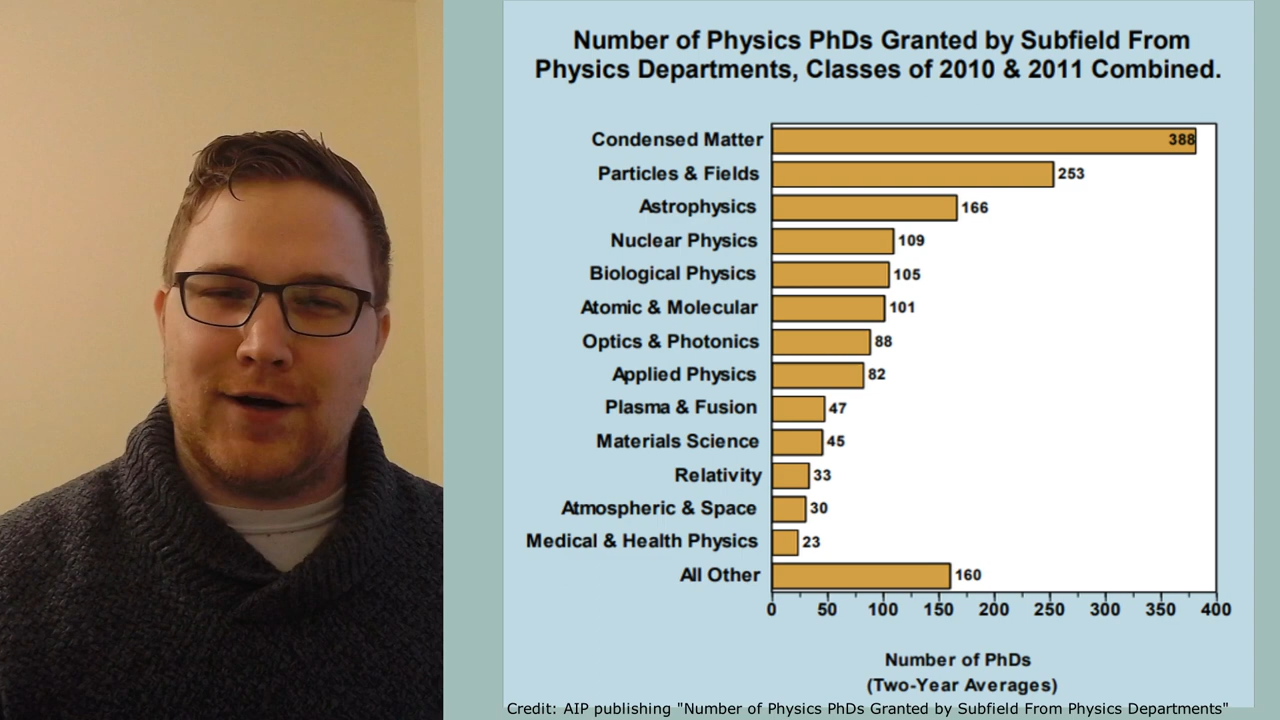 Number of Physics PhDs Granted by Subfield From
Physics Departments, Classes of 2010 & 2011 Combined.
Condensed Matter 388
Particles & Fields 253
Astrophysics 166
Nuclear Physics 109
Biological Physics 105
Atomic & Molecular 101
Optics & Photonics 88
Applied Physics 82
Plasma & Fusion 47
Materials Science 45
Relativity 33
Atmospheric & Space 30
Medical & Health Physics 23
All Other 160
0 50 100 150 200 250 300 350 400
Number of PhDs
(Two-Year Averages)
Credit: AIP publishing "Number of Physics PhDs Granted by Subfield From Physics Departments"